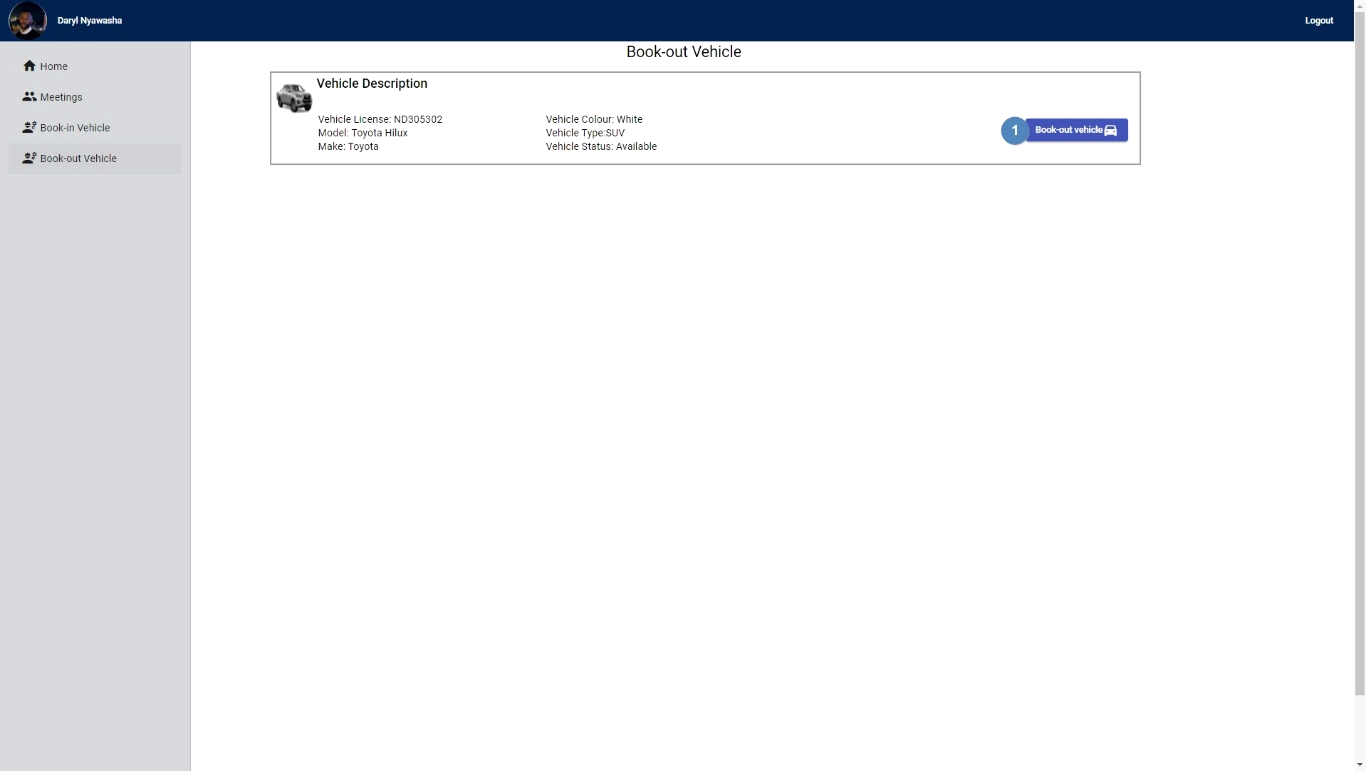 Daryl Nyawasha
Logout
Home
Meetings
Book-in Vehicle
Book-out Vehicle
Book-out Vehicle
Vehicle Description
Vehicle License: ND305302
Model: Toyota Hilux
Make: Toyota
Vehicle Colour: White
Vehicle Type:SUV
Vehicle Status: Available
1
Book-out vehicle